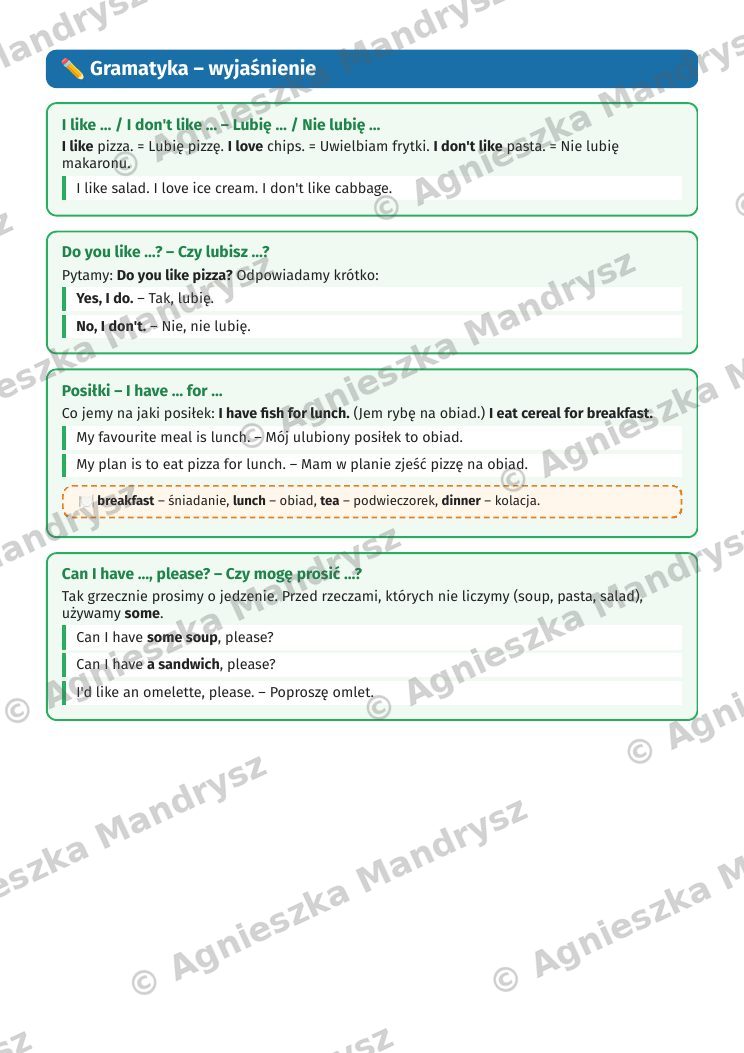 ✏️ Gramatyka – wyjaśnienie
I like ... / I don't like ... – Lubię ... / Nie lubię ...
I like pizza. = Lubię pizzę. I love chips. = Uwielbiam frytki. I don't like pasta. = Nie lubię
makaronu.
I like salad. I love ice cream. I don't like cabbage.
Do you like ...? – Czy lubisz ...?
Pytamy: Do you like pizza? Odpowiadamy krótko:
Yes, I do. – Tak, lubię.
No, I don't. – Nie, nie lubię.
Posiłki – I have ... for ...
Co jemy na jaki posiłek: I have fish for lunch. (Jem rybę na obiad.) I eat cereal for breakfast.
My favourite meal is lunch. – Mój ulubiony posiłek to obiad.
My plan is to eat pizza for lunch. – Mam w planie zjeść pizzę na obiad.
breakfast – śniadanie, lunch – obiad, tea – podwieczorek, dinner – kolacja.
Can I have ..., please? – Czy mogę prosić ...?
Tak grzecznie prosimy o jedzenie. Przed rzeczami, których nie liczymy (soup, pasta, salad),
używamy some.
Can I have some soup, please?
Can I have a sandwich, please?
I'd like an omelette, please. – Poproszę omlet.
© Agnieszka Mandrysz